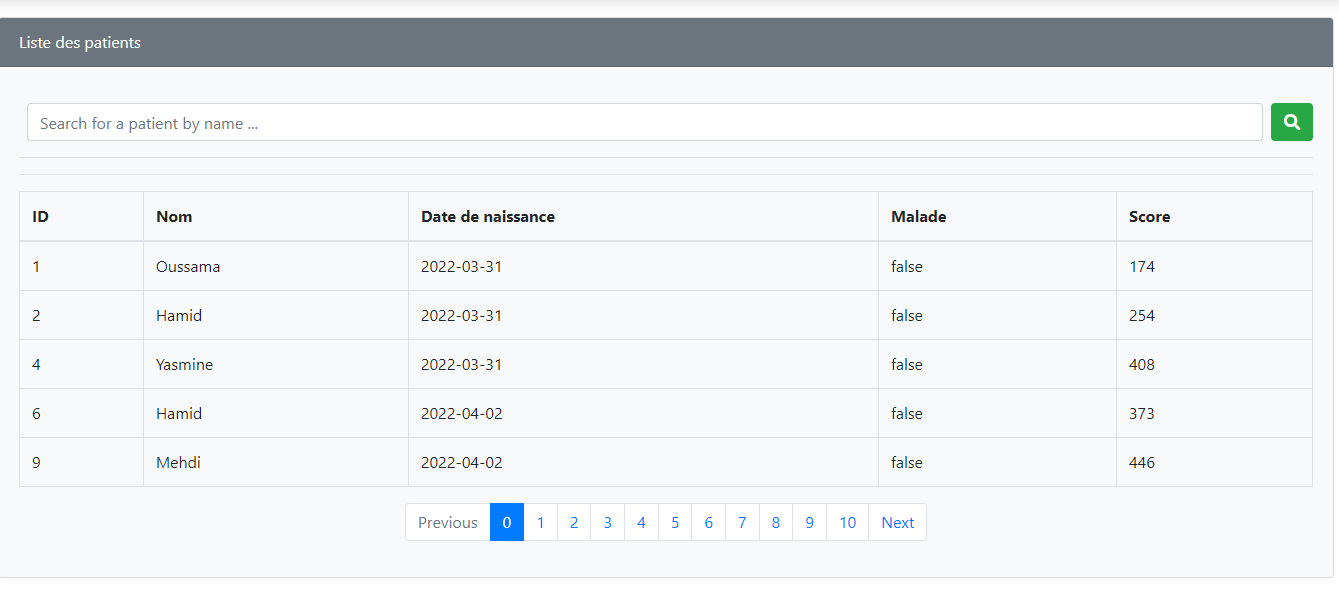 Liste des patients
Search for a patient by name ...
ID Nom Date de naissance Malade Score
1 Oussama 2022-03-31 false 174
2 Hamid 2022-03-31 false 254
4 Yasmine 2022-03-31 false 408
6 Hamid 2022-04-02 false 373
9 Mehdi 2022-04-02 false 446
Previous 0 1 2 3 4 5 6 7 8 9 10 Next